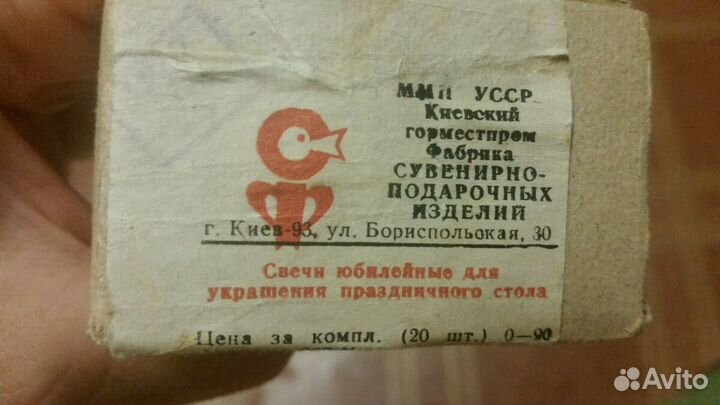 ММП УССР
Киевский
горместпром
Фабрика
СУВЕНИРНО-
ПОДАРОЧНЫХ
ИЗДЕЛИЙ
г. Киев-93, ул. Бориспольская, 30
Свечи юбилейные для
украшения праздничного стола
Цена за компл. (20 шт.) 0—90
Avito